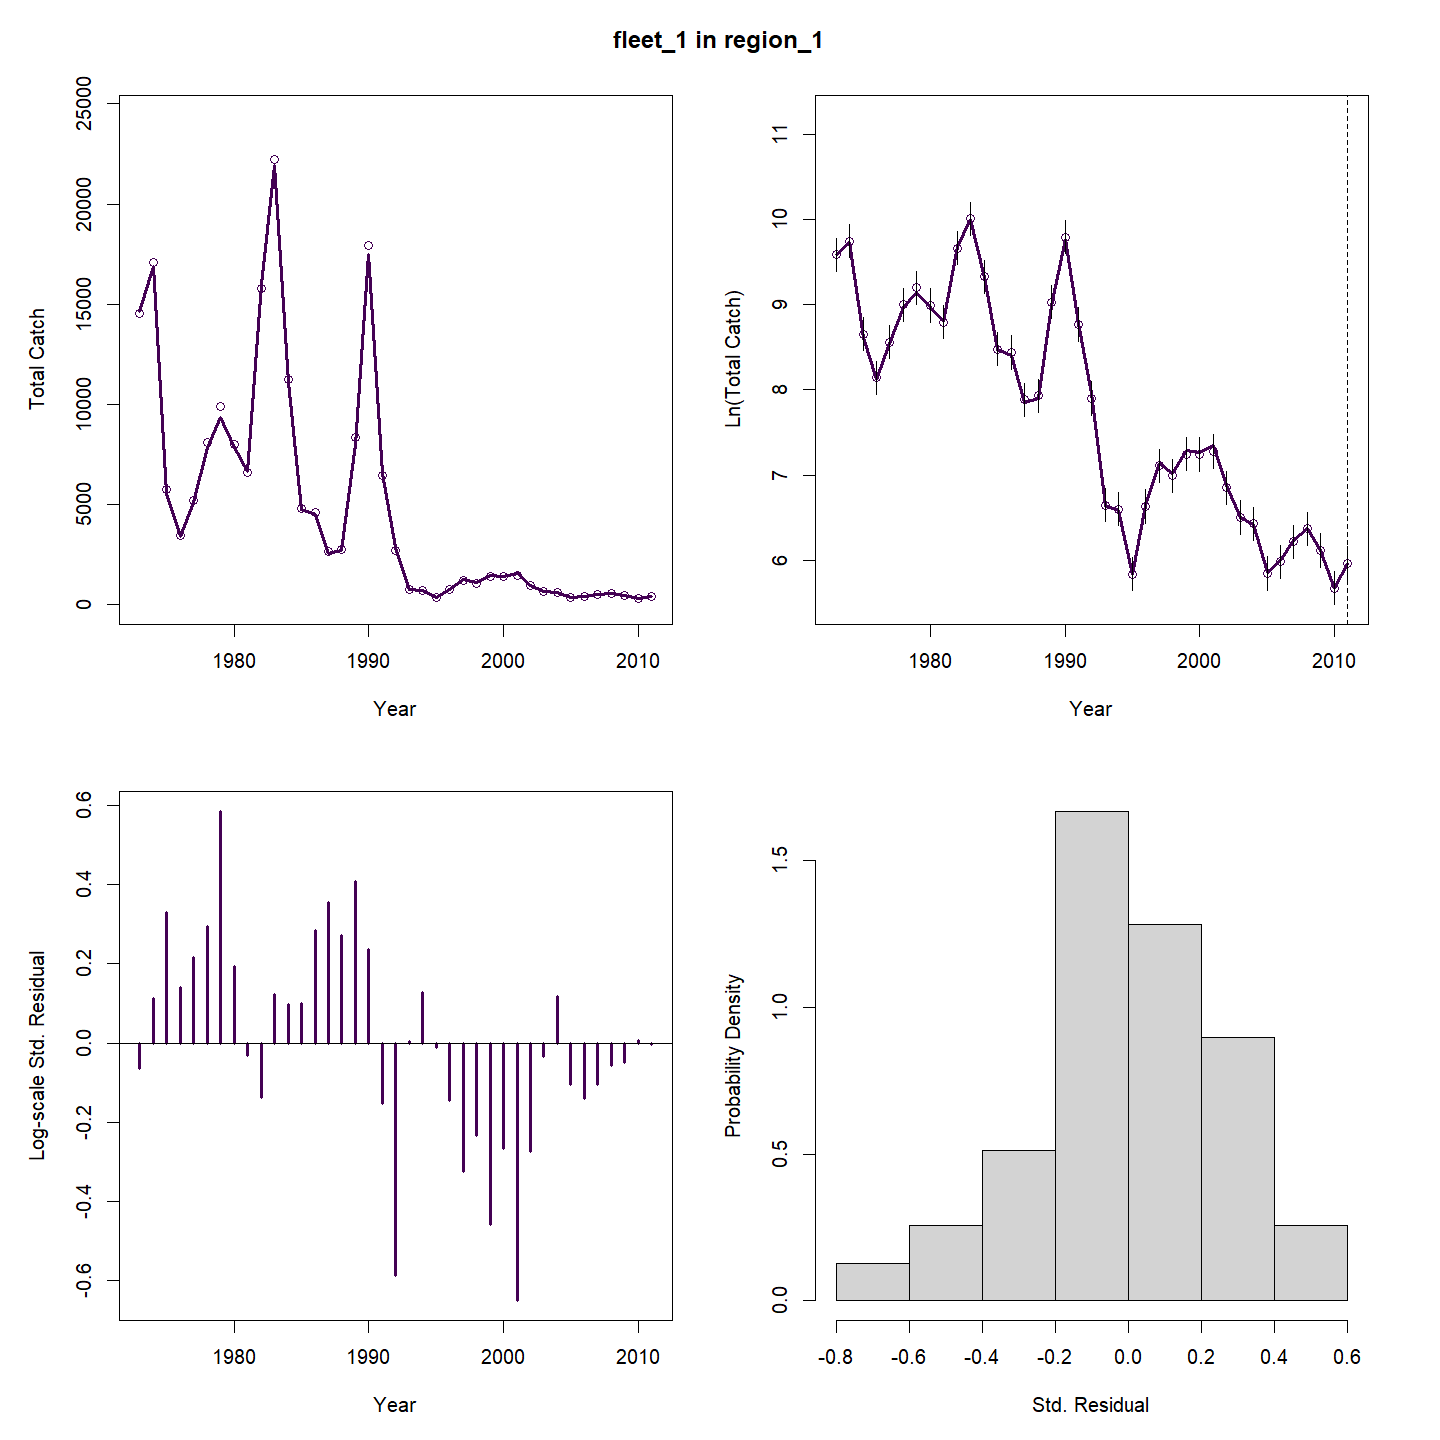 fleet_1 in region_1
Total Catch
25000
20000
15000
10000
5000
0
1980 1990 2000 2010
Year
Ln(Total Catch)
11
10
9
8
7
6
1980 1990 2000 2010
Year
Log-scale Std. Residual
0.6
0.4
0.2
0.0
-0.2
-0.4
-0.6
1980 1990 2000 2010
Year
Probability Density
1.5
1.0
0.5
0.0
-0.8 -0.6 -0.4 -0.2 0.0 0.2 0.4 0.6
Std. Residual